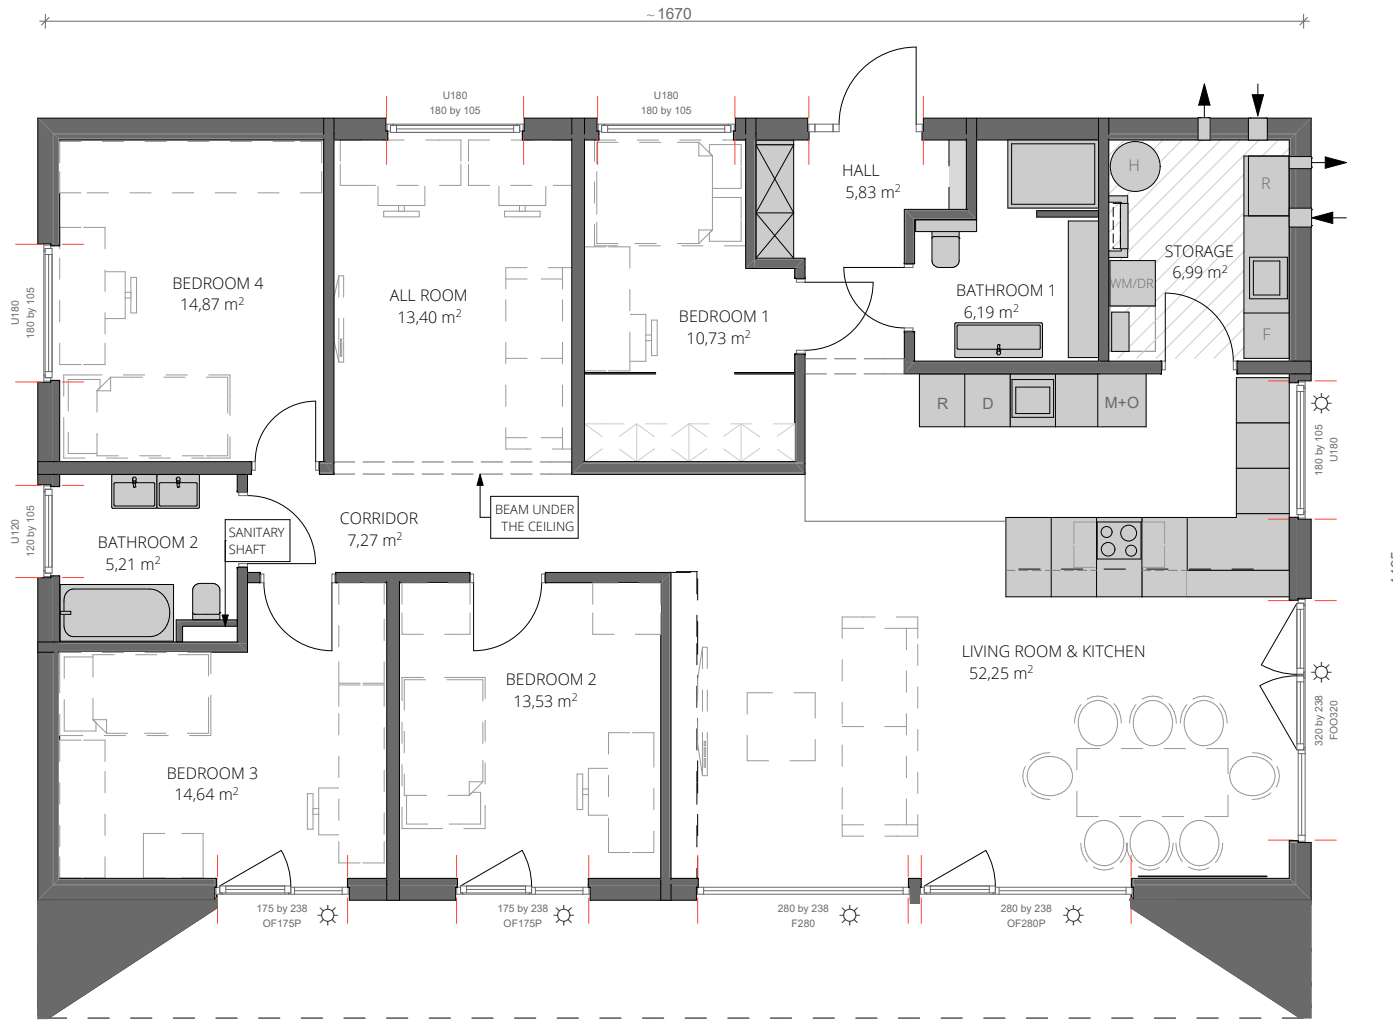 ~1670
U180
180 by 105
U180
180 by 105
HALL
5,83 m²
H
R
STORAGE
6,99 m²
WM/DR
F
BEDROOM 4
14,87 m²
ALL ROOM
13,40 m²
BEDROOM 1
10,73 m²
BATHROOM 1
6,19 m²
U180
180 by 105
R
D
M+O
180 by 105
U180
U120
120 by 105
BATHROOM 2
5,21 m²
SANITARY
SHAFT
CORRIDOR
7,27 m²
BEAM UNDER
THE CEILING
LIVING ROOM & KITCHEN
52,25 m²
320 by 238
FOO320
BEDROOM 2
13,53 m²
BEDROOM 3
14,64 m²
175 by 238
OF175P
175 by 238
OF175P
280 by 238
F280
280 by 238
OF280P